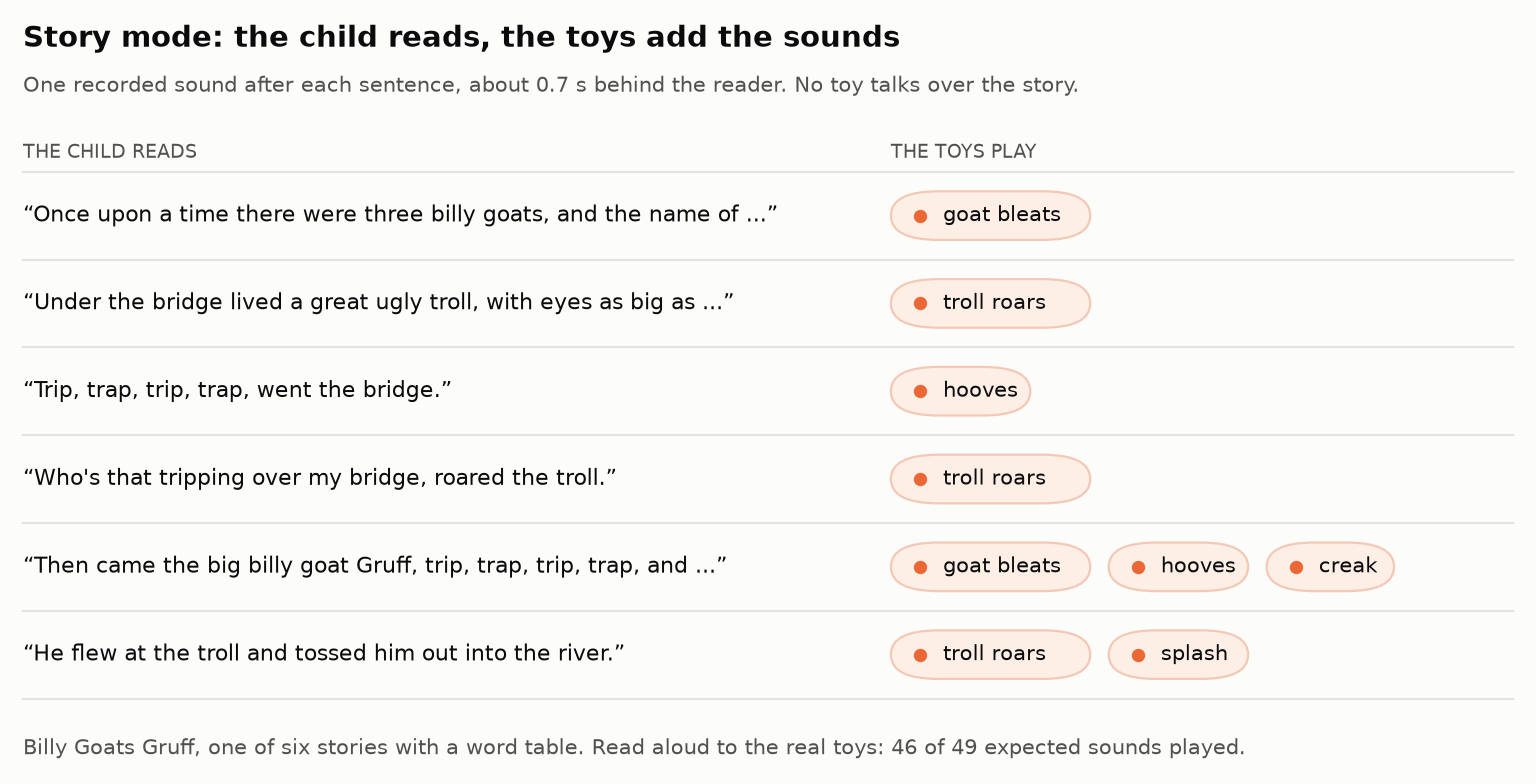 Story mode: the child reads, the toys add the sounds
One recorded sound after each sentence, about 0.7 s behind the reader. No toy talks over the story.
THE CHILD READS THE TOYS PLAY
“Once upon a time there were three billy goats, and the name of ...” goat bleats
“Under the bridge lived a great ugly troll, with eyes as big as ...” troll roars
“Trip, trap, trip, trap, went the bridge.” hooves
“Who's that tripping over my bridge, roared the troll.” troll roars
“Then came the big billy goat Gruff, trip, trap, trip, trap, and ...” goat bleats hooves creak
“He flew at the troll and tossed him out into the river.” troll roars splash
Billy Goats Gruff, one of six stories with a word table. Read aloud to the real toys: 46 of 49 expected sounds played.